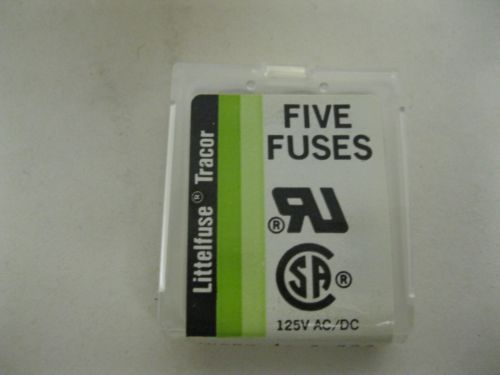 Littelfuse® Tracor
FIVE
FUSES
®
®
125V AC/DC